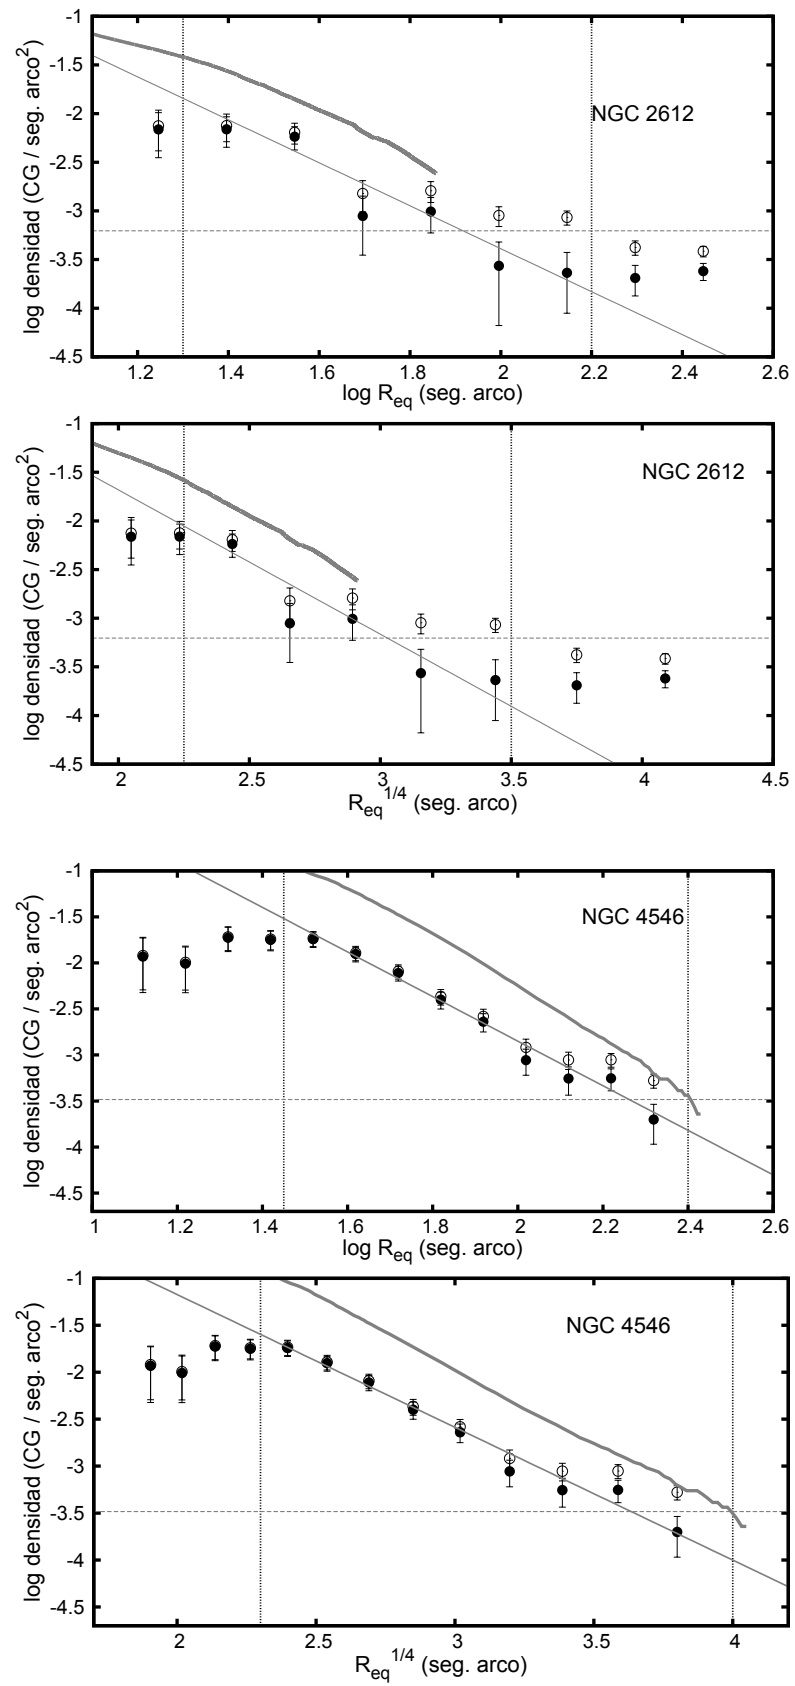 -1
-1.5
-2
-2.5
-3
-3.5
-4
-4.5
log densidad (CG / seg. arco²)
NGC 2612
1.2 1.4 1.6 1.8 2 2.2 2.4 2.6
log R_eq (seg. arco)
-1
-1.5
-2
-2.5
-3
-3.5
-4
-4.5
log densidad (CG / seg. arco²)
NGC 2612
2 2.5 3 3.5 4 4.5
R_eq^1/4 (seg. arco)
-1
-1.5
-2
-2.5
-3
-3.5
-4
-4.5
log densidad (CG / seg. arco²)
NGC 4546
1 1.2 1.4 1.6 1.8 2 2.2 2.4 2.6
log R_eq (seg. arco)
-1
-1.5
-2
-2.5
-3
-3.5
-4
-4.5
log densidad (CG / seg. arco²)
NGC 4546
2 2.5 3 3.5 4
R_eq^1/4 (seg. arco)